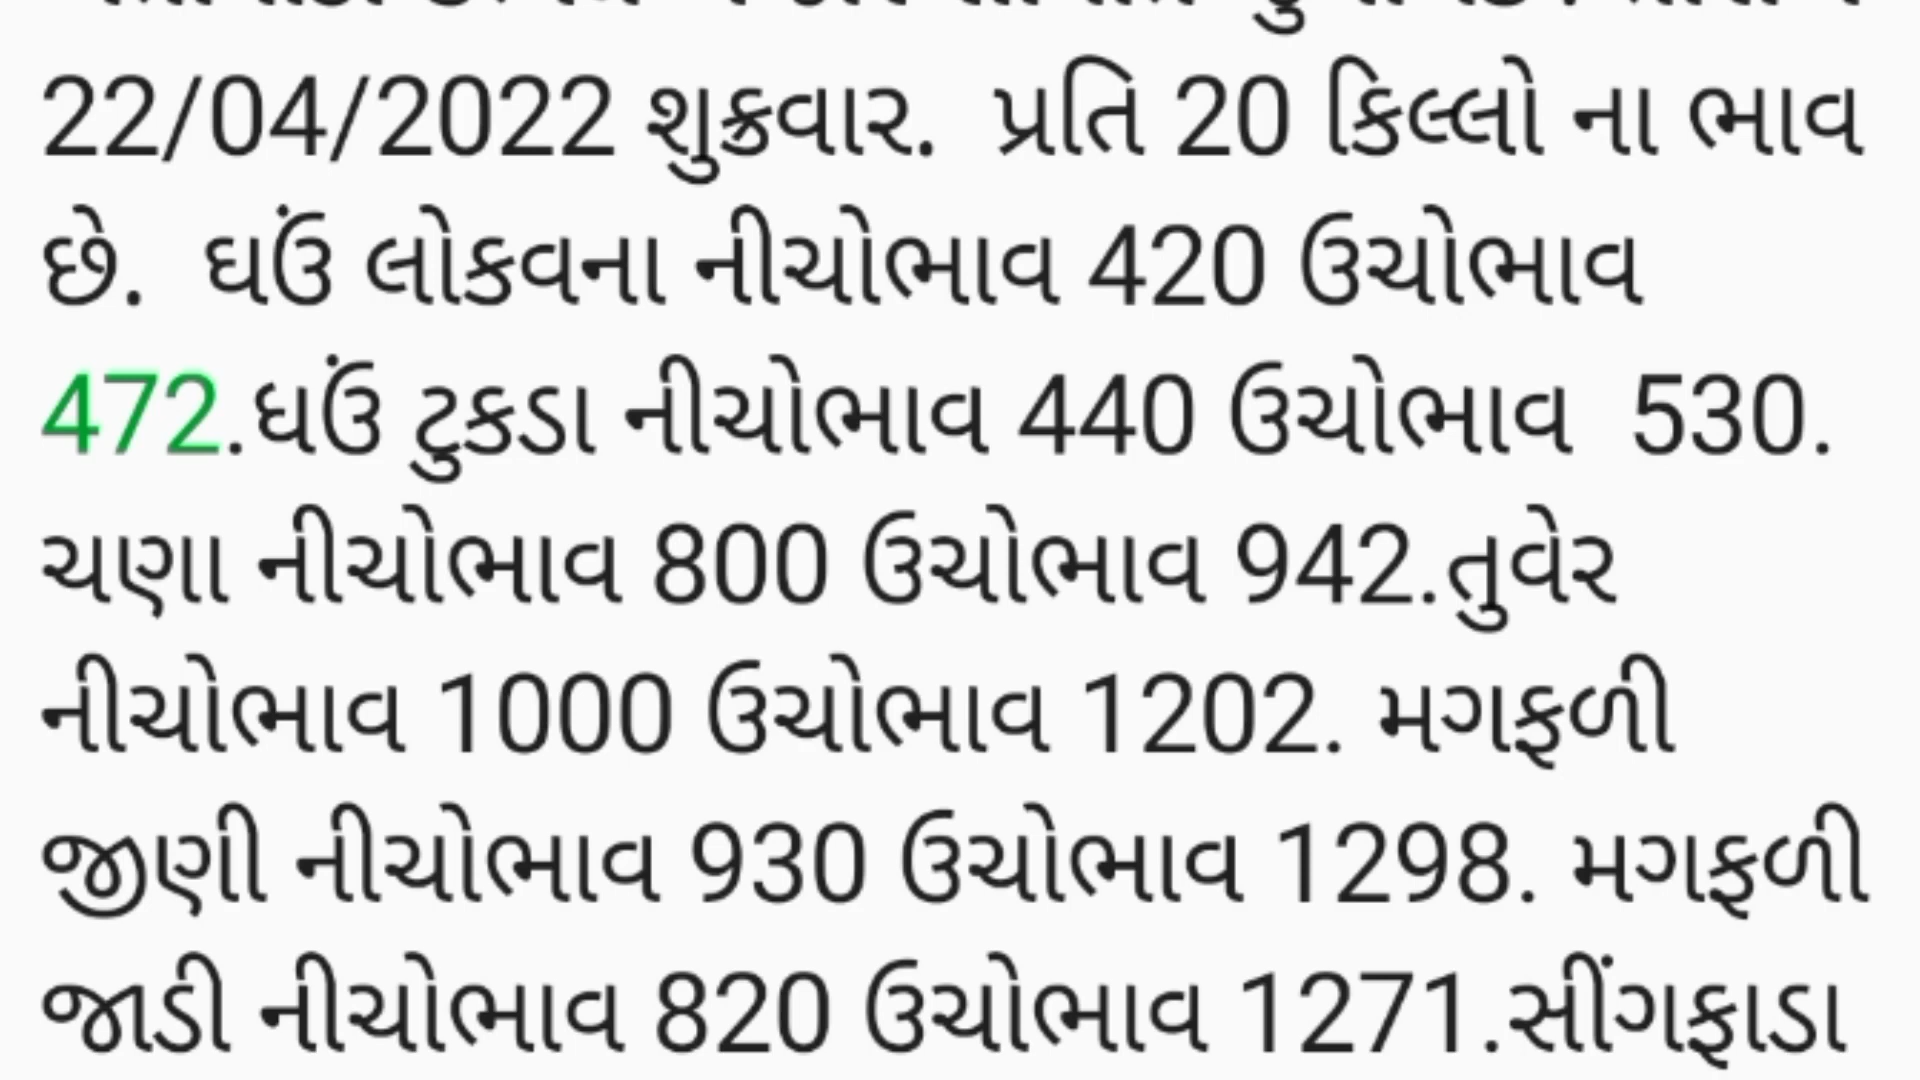 22/04/2022 શુક્રવાર. પ્રતિ 20 કિલ્લો ના ભાવ
છે. ઘઉં લોકવના નીચોભાવ 420 ઉચોભાવ
472.ધઉં ટુકડા નીચોભાવ 440 ઉચોભાવ 530.
ચણા નીચોભાવ 800 ઉચોભાવ 942.તુવેર
નીચોભાવ 1000 ઉચોભાવ 1202. મગફળી
જીણી નીચોભાવ 930 ઉચોભાવ 1298. મગફળી
જાડી નીચોભાવ 820 ઉચોભાવ 1271.સીંગફાડા